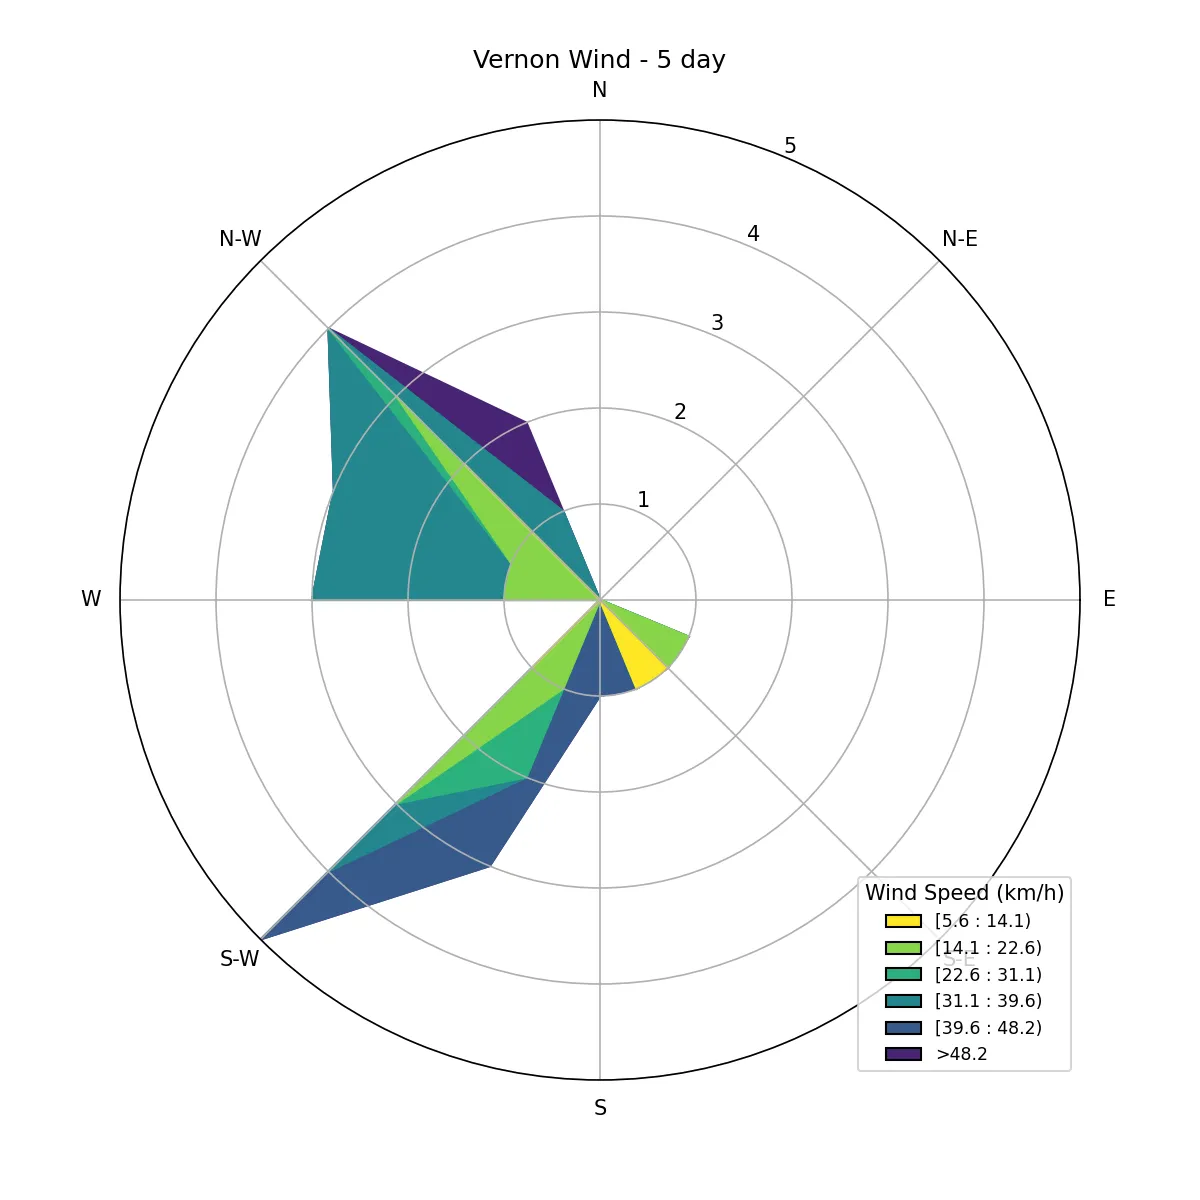 Vernon Wind - 5 day
N
5
N-W
4
N-E
3
2
1
W
E
S-W
S-E
S
Wind Speed (km/h)
[5.6 : 14.1)
[14.1 : 22.6)
[22.6 : 31.1)
[31.1 : 39.6)
[39.6 : 48.2)
>48.2